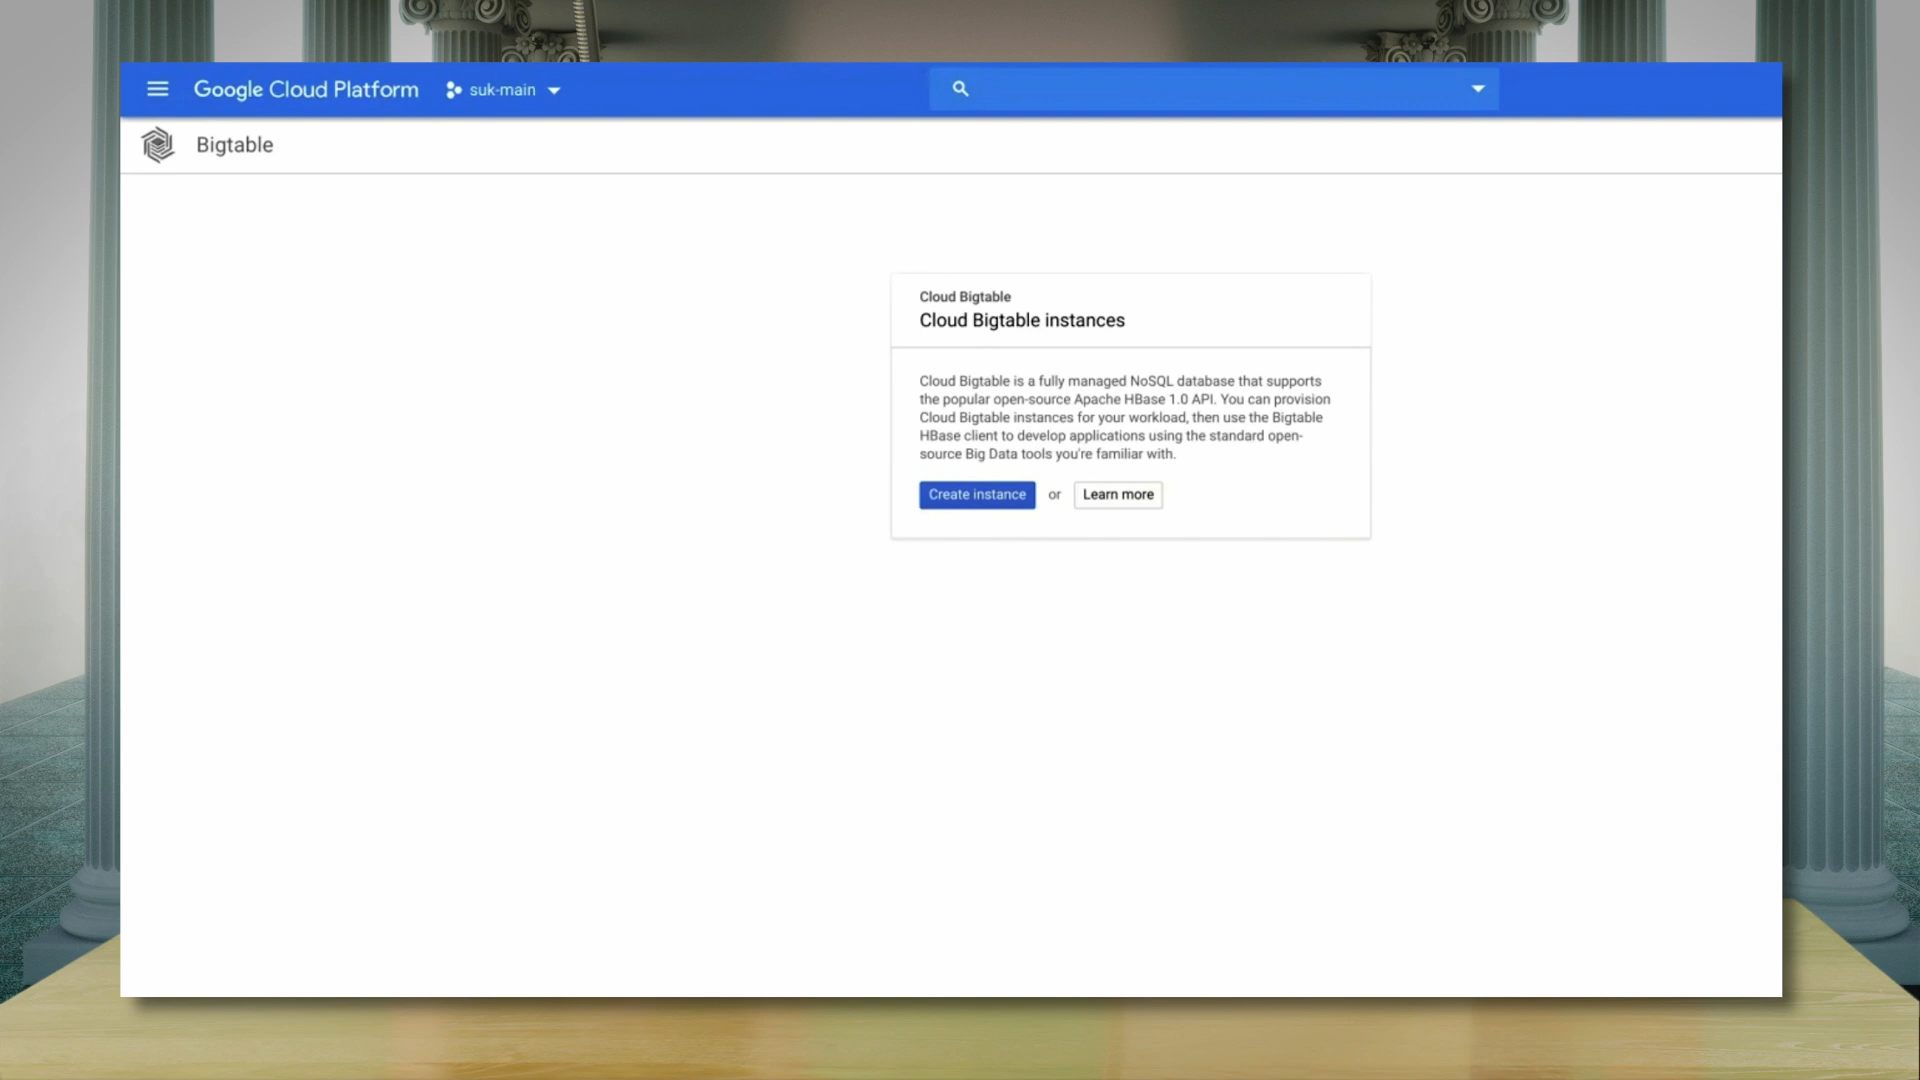 Google Cloud Platform suk-main
Bigtable
Cloud Bigtable
Cloud Bigtable instances
Cloud Bigtable is a fully managed NoSQL database that supports
the popular open-source Apache HBase 1.0 API. You can provision
Cloud Bigtable instances for your workload, then use the Bigtable
HBase client to develop applications using the standard open-
source Big Data tools you're familiar with.
Create instance or Learn more